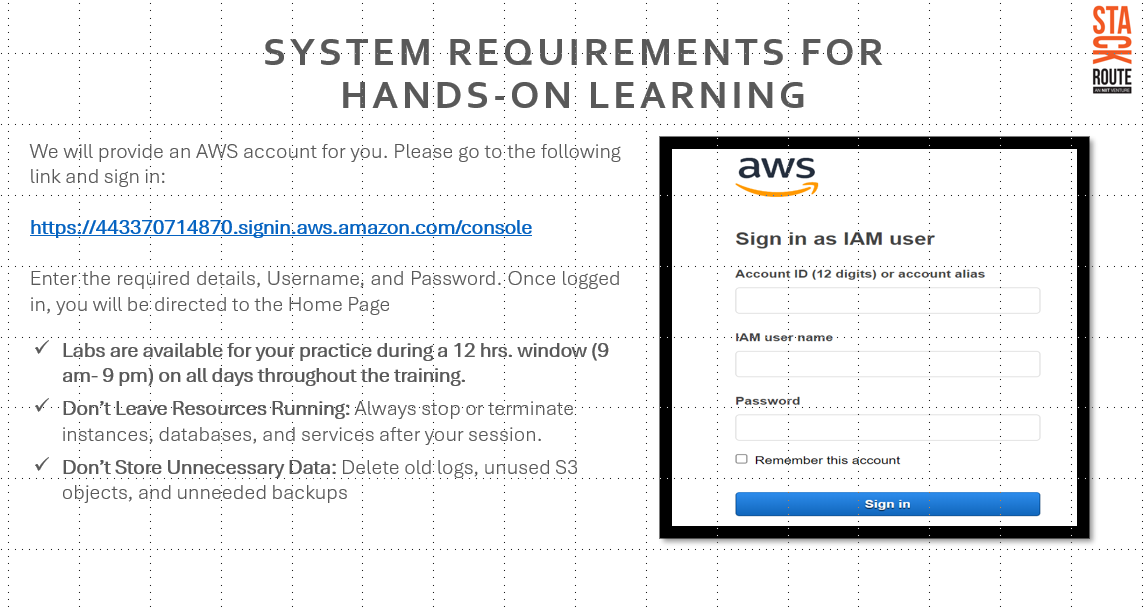 SYSTEM REQUIREMENTS FOR
HANDS-ON LEARNING
STACK
ROUTE
AN NIIT VENTURE
We will provide an AWS account for you. Please go to the following
link and sign in:
https://443370714870.signin.aws.amazon.com/console
Enter the required details, Username, and Password. Once logged
in, you will be directed to the Home Page
✓ Labs are available for your practice during a 12 hrs. window (9
am- 9 pm) on all days throughout the training.
✓ Don’t Leave Resources Running: Always stop or terminate
instances, databases, and services after your session.
✓ Don’t Store Unnecessary Data: Delete old logs, unused S3
objects, and unneeded backups
aws
Sign in as IAM user
Account ID (12 digits) or account alias
IAM user name
Password
Remember this account
Sign in